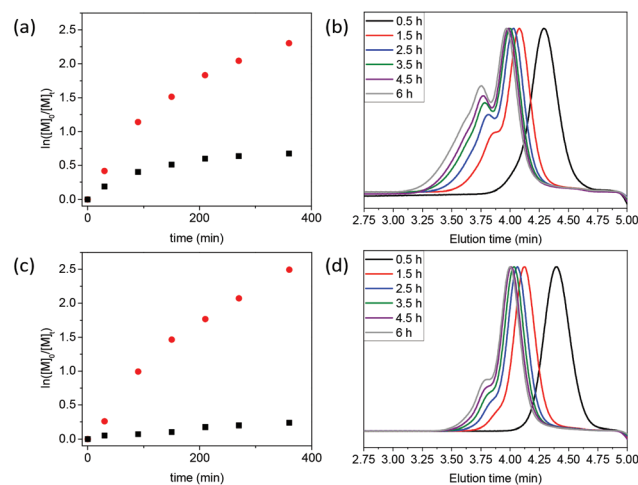 (a)
ln([M]₀/[M]ₜ)
2.5
2.0
1.5
1.0
0.5
0.0
0 200 400
time (min)
(b)
0.5 h
1.5 h
2.5 h
3.5 h
4.5 h
6 h
2.75 3.00 3.25 3.50 3.75 4.00 4.25 4.50 4.75 5.00
Elution time (min)
(c)
ln([M]₀/[M]ₜ)
2.5
2.0
1.5
1.0
0.5
0.0
0 200 400
time (min)
(d)
0.5 h
1.5 h
2.5 h
3.5 h
4.5 h
6 h
2.75 3.00 3.25 3.50 3.75 4.00 4.25 4.50 4.75 5.00
Elution time (min)